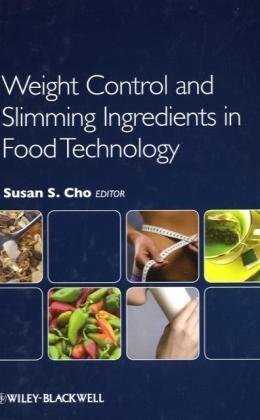 Weight Control and
Slimming Ingredients in
Food Technology
Susan S. Cho EDITOR
WILEY-BLACKWELL